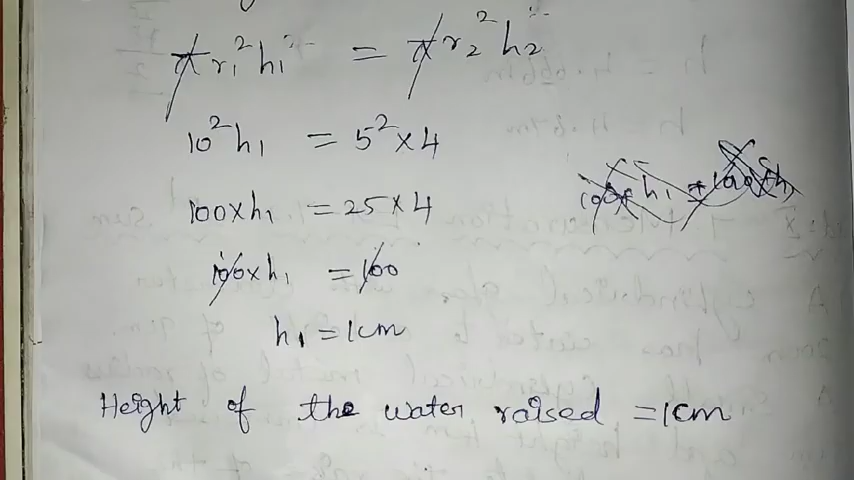 πr₁²h₁ = πr₂²h₂
10²h₁ = 5²×4
100×h₁ = 25×4
100×h₁ = 100
h₁ = 1cm
Height of the water raised = 1cm